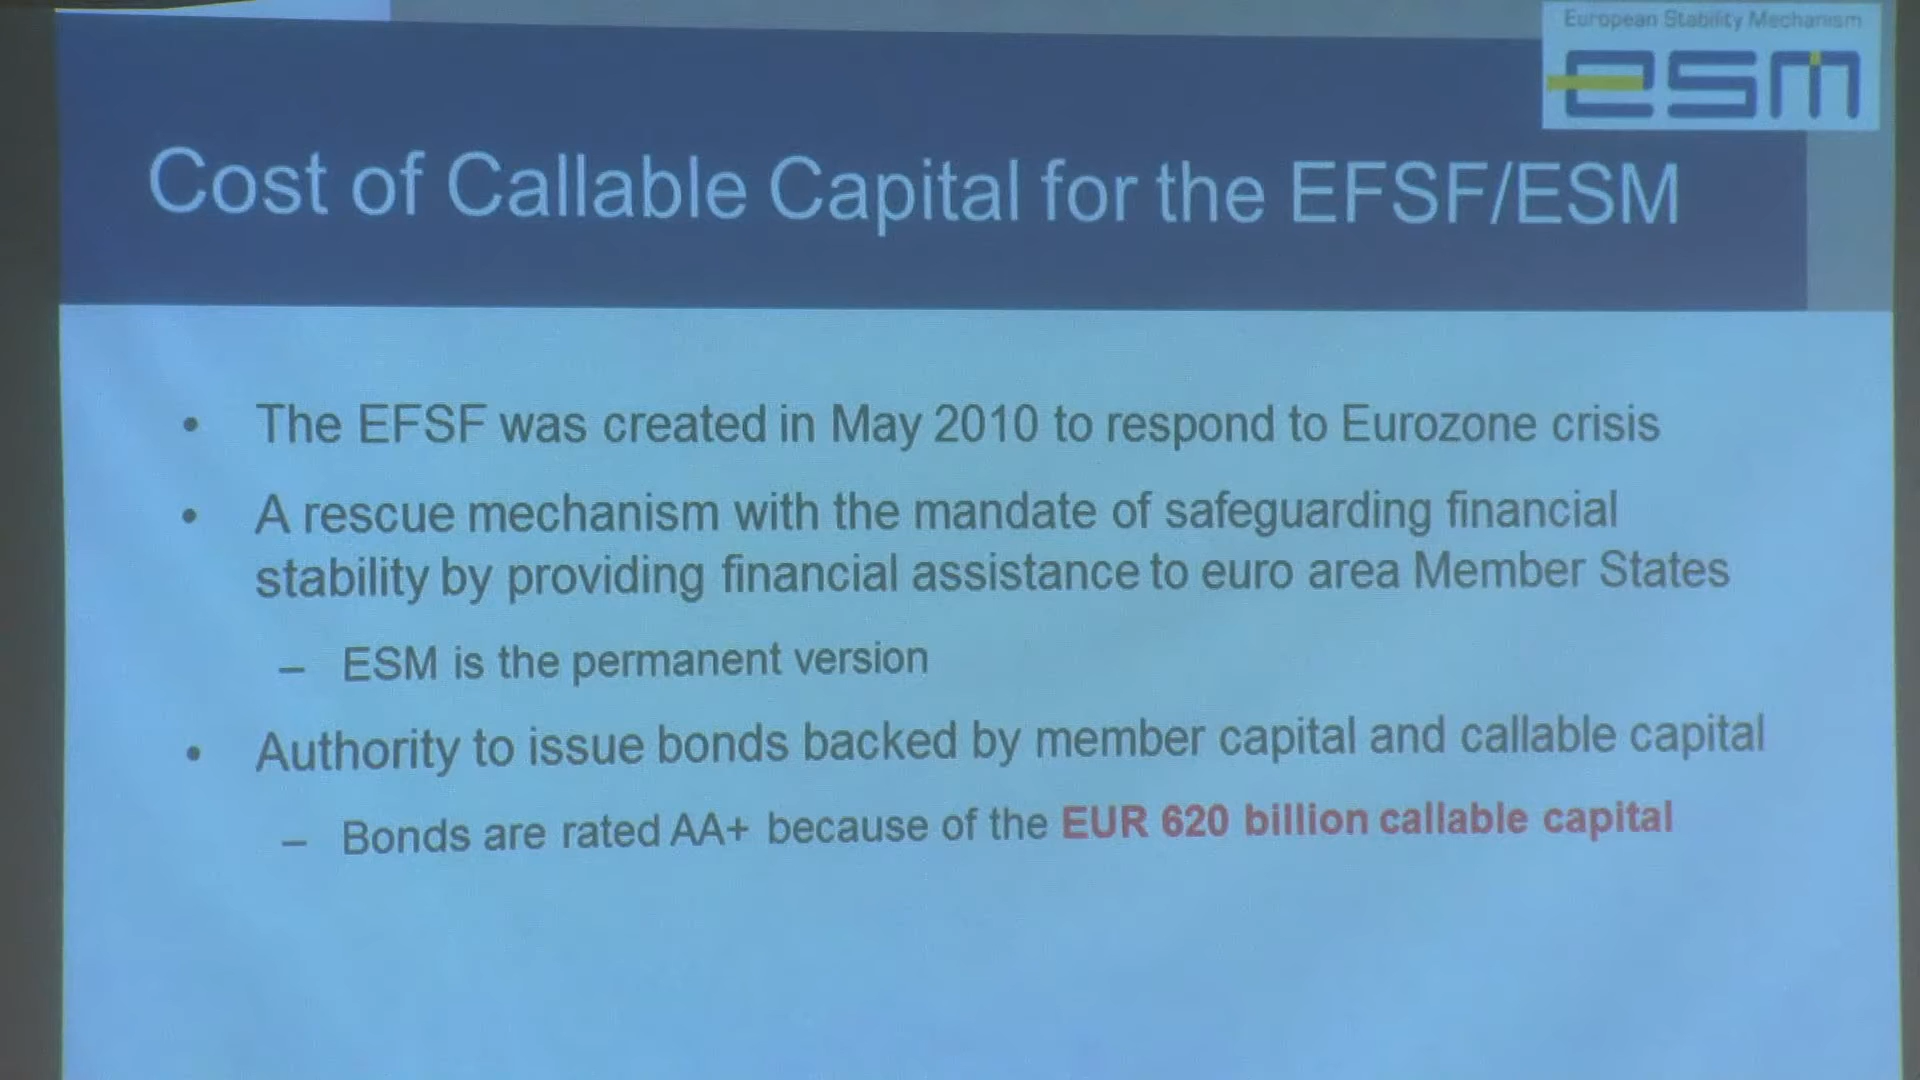 European Stability Mechanism
esm
Cost of Callable Capital for the EFSF/ESM
• The EFSF was created in May 2010 to respond to Eurozone crisis
• A rescue mechanism with the mandate of safeguarding financial
stability by providing financial assistance to euro area Member States
– ESM is the permanent version
• Authority to issue bonds backed by member capital and callable capital
– Bonds are rated AA+ because of the EUR 620 billion callable capital